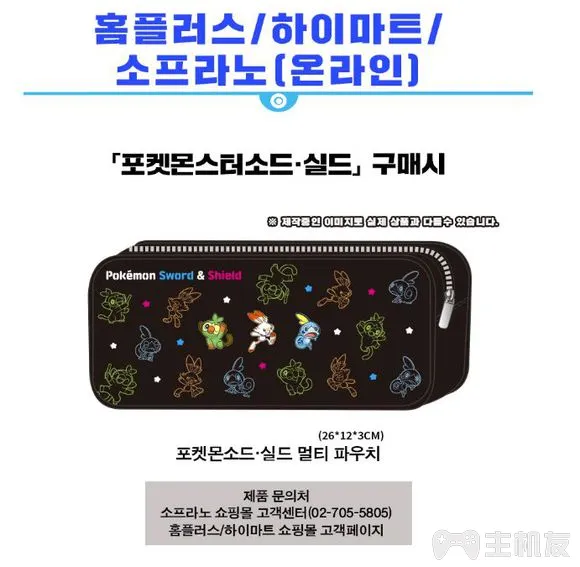 홈플러스/하이마트/
소프라노(온라인)
「포켓몬스터소드·실드」 구매시
※ 제작중인 이미지로 실제 상품과 다를수 있습니다.
Pokémon Sword & Shield
(26*12*3CM)
포켓몬소드·실드 멀티 파우치
제품 문의처
소프라노 쇼핑몰 고객센터(02-705-5805)
홈플러스/하이마트 쇼핑몰 고객페이지
主机友